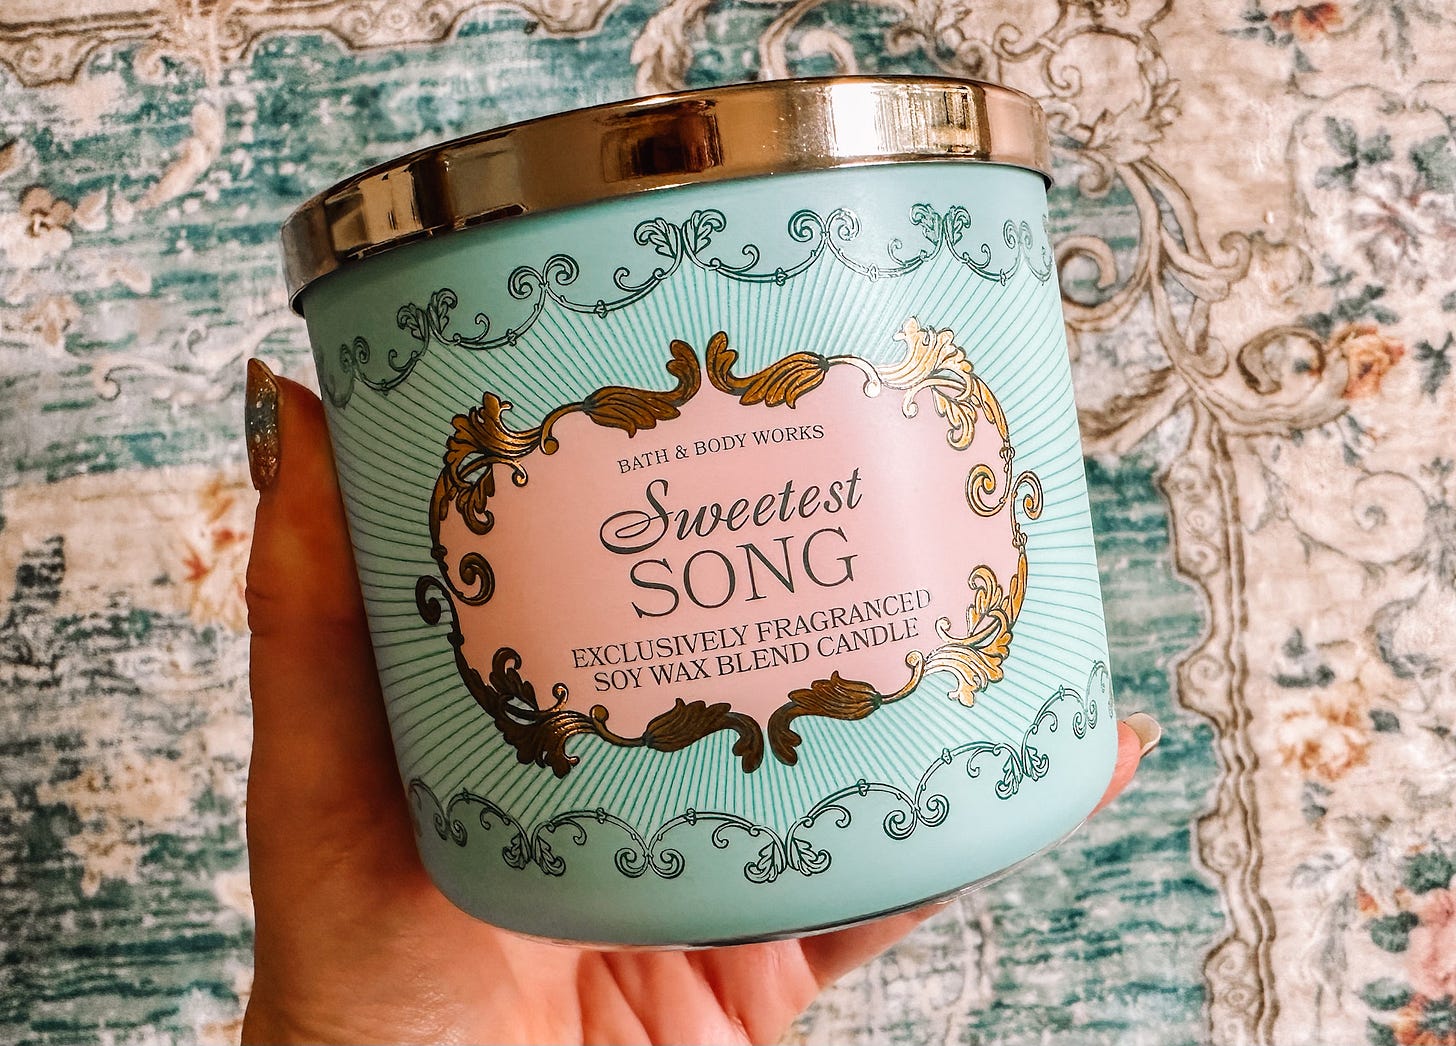 BATH & BODY WORKS
Sweetest
SONG
EXCLUSIVELY FRAGRANCED
SOY WAX BLEND CANDLE